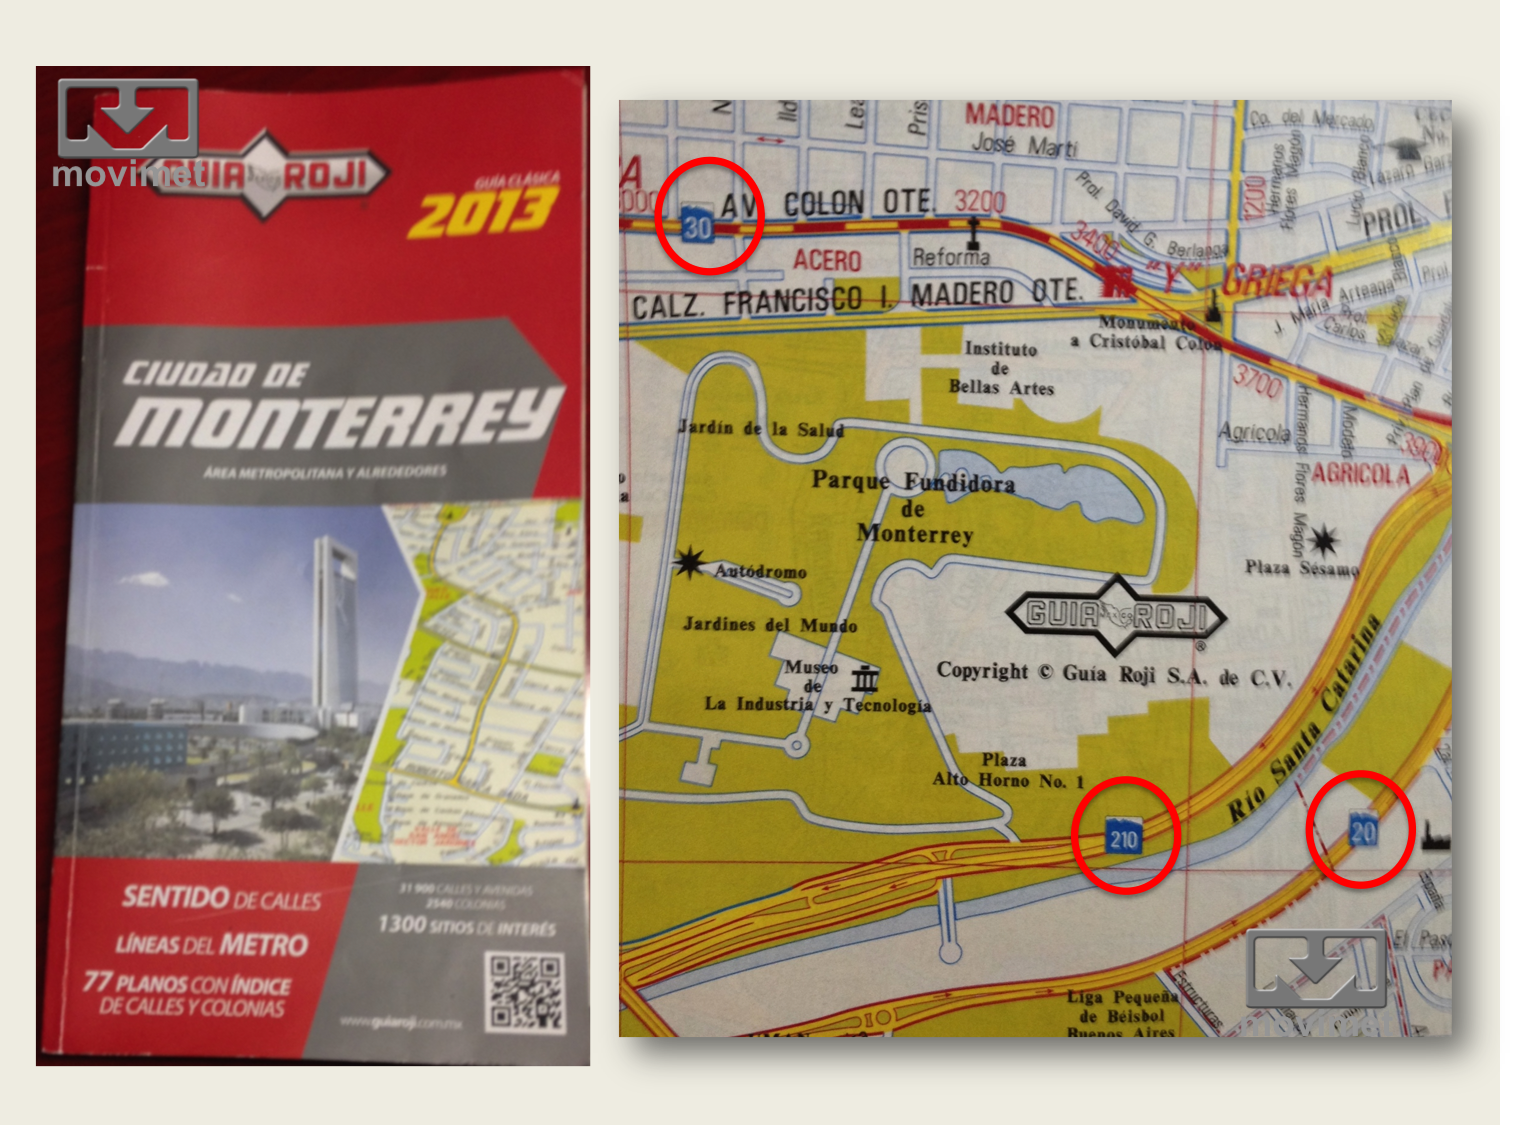 movimet
GUIA ROJI
GUÍA CLÁSICA
2013
CIUDAD DE
MONTERREY
ÁREA METROPOLITANA Y ALREDEDORES
SENTIDO DE CALLES
LÍNEAS DEL METRO
77 PLANOS CON ÍNDICE
DE CALLES Y COLONIAS
31 900 CALLES Y AVENIDAS
2540 COLONIAS
1300 SITIOS DE INTERÉS
www.guiaroji.com.mx
MADERO
José Martí
30
AV. COLON OTE. 3200
Prol. David G. Berlanga
Co. del Mercado
Hermanos
Flores Magón
1200
PROL.
ACERO
Reforma
3400
"Y" GRIEGA
CALZ. FRANCISCO I. MADERO OTE.
J. María Arteaga
Monumento
a Cristóbal Colón
Instituto
de
Bellas Artes
3700
Jardín de la Salud
Agrícola
Hermanos Flores Magón
Modelo
3900
AGRICOLA
Parque Fundidora
de
Monterrey
Plaza Sésamo
Autódromo
GUIA ROJI
®
Jardines del Mundo
Copyright © Guía Roji S.A. de C.V.
Museo
de
La Industria y Tecnología
Río Santa Catarina
Plaza
Alto Horno No. 1
210
20
España
El Paso
Estructuras
Liga Pequeña
de Béisbol
Buenos Aires
movimet